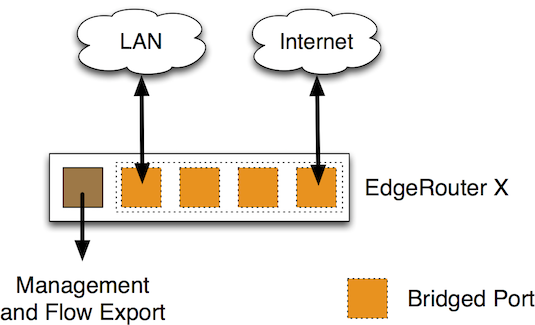 LAN
Internet
EdgeRouter X
Management
and Flow Export
Bridged Port